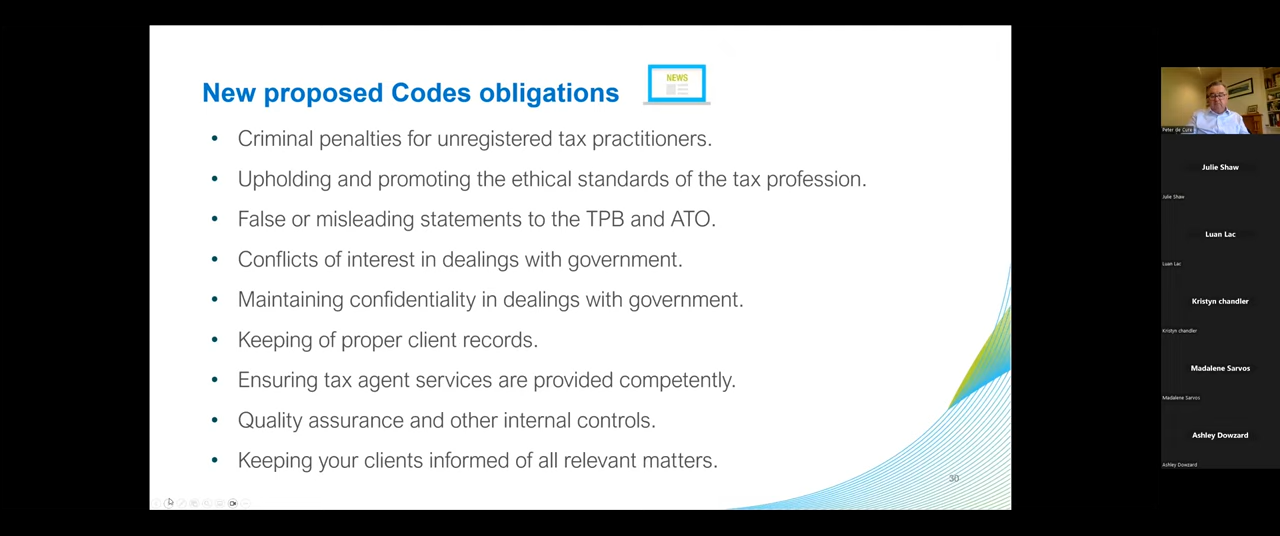 New proposed Codes obligations
NEWS
• Criminal penalties for unregistered tax practitioners.
• Upholding and promoting the ethical standards of the tax profession.
• False or misleading statements to the TPB and ATO.
• Conflicts of interest in dealings with government.
• Maintaining confidentiality in dealings with government.
• Keeping of proper client records.
• Ensuring tax agent services are provided competently.
• Quality assurance and other internal controls.
• Keeping your clients informed of all relevant matters.
30
Peter de Cure
Julie Shaw
Julie Shaw
Luan Lac
Luan Lac
Kristyn chandler
Kristyn chandler
Madalene Sarvos
Madalene Sarvos
Ashley Dowzard
Ashley Dowzard